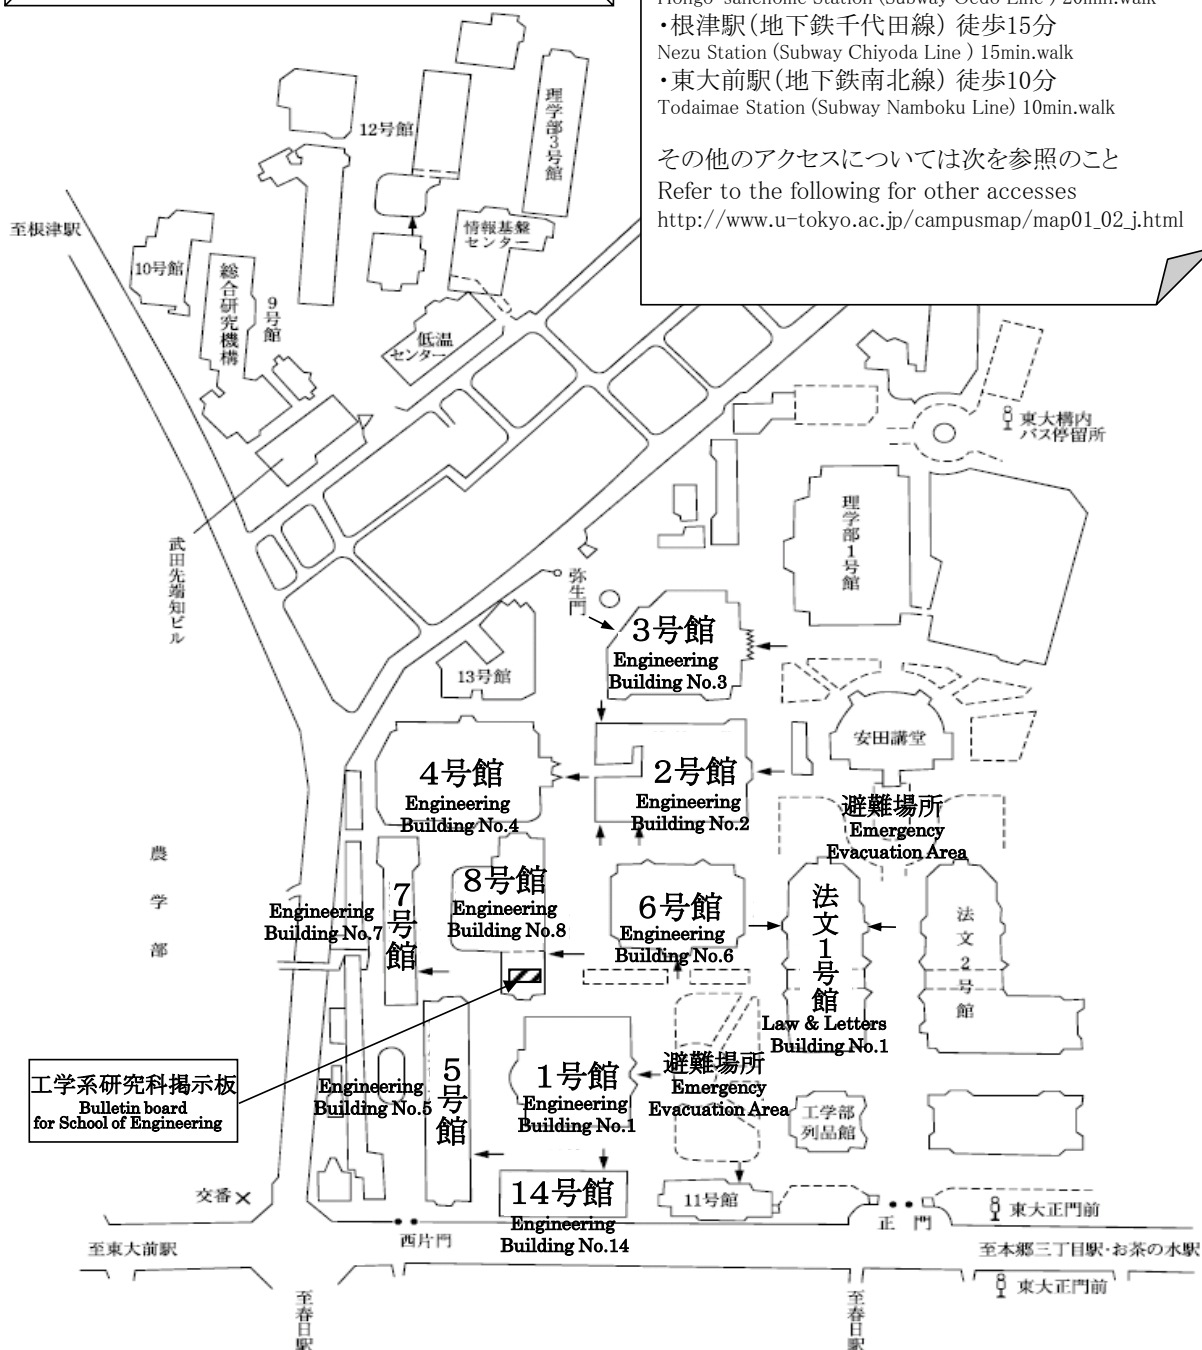 Hongo-sanchome Station (Subway Oedo Line ) 20min.walk
・根津駅(地下鉄千代田線) 徒歩15分
Nezu Station (Subway Chiyoda Line ) 15min.walk
・東大前駅(地下鉄南北線) 徒歩10分
Todaimae Station (Subway Namboku Line) 10min.walk
その他のアクセスについては次を参照のこと
Refer to the following for other accesses
http://www.u-tokyo.ac.jp/campusmap/map01_02_j.html
12号館
理学部3号館
至根津駅
情報基盤
センター
10号館
総合研究機構
9号館
低温
センター
東大構内
バス停留所
理学部1号館
武田先端知ビル
弥生門
3号館
Engineering
Building No.3
13号館
安田講堂
4号館
Engineering
Building No.4
2号館
Engineering
Building No.2
避難場所
Emergency
Evacuation Area
農学部
7号館
Engineering
Building No.7
8号館
Engineering
Building No.8
6号館
Engineering
Building No.6
法文1号館
Law & Letters
Building No.1
法文2号館
工学系研究科掲示板
Bulletin board
for School of Engineering
5号館
Engineering
Building No.5
1号館
Engineering
Building No.1
避難場所
Emergency
Evacuation Area
工学部
列品館
交番
14号館
Engineering
Building No.14
11号館
正門
東大正門前
西片門
至東大前駅
至本郷三丁目駅・お茶の水駅
東大正門前
至春日駅
至春日駅